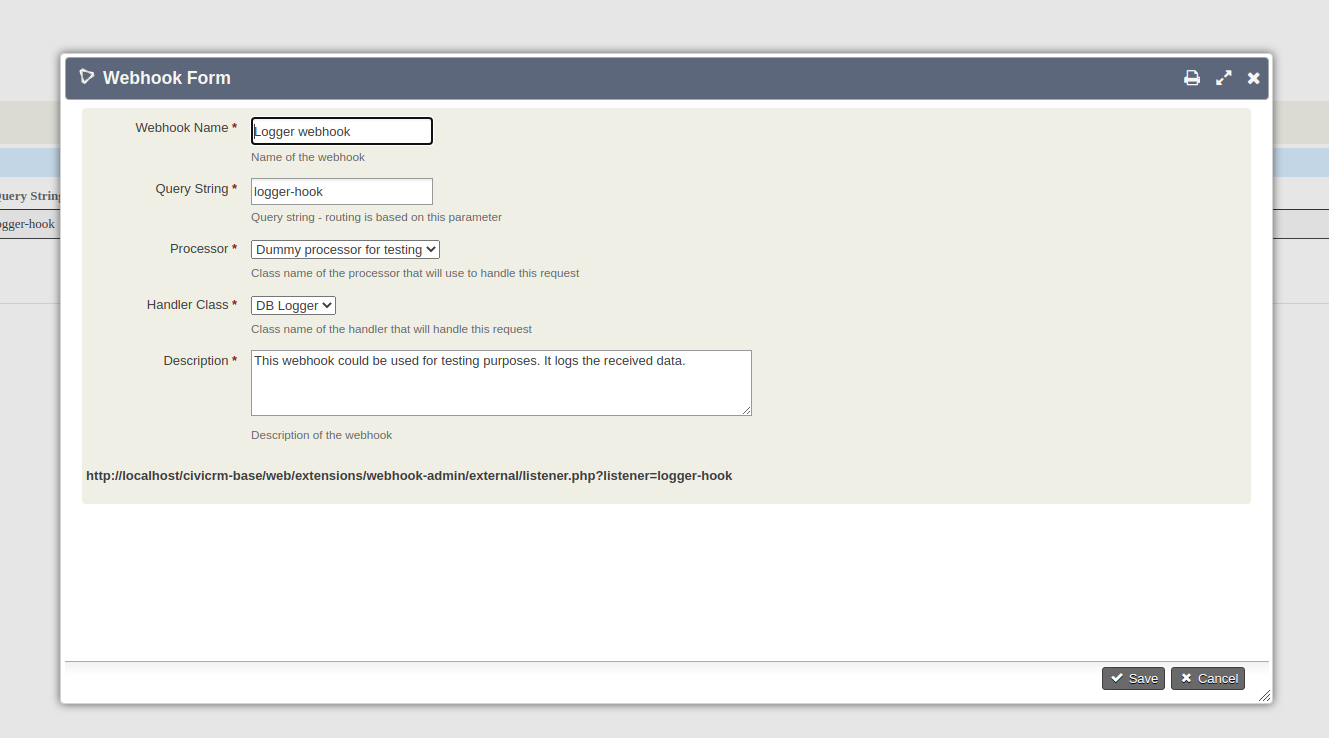 Webhook Form
Webhook Name *
Logger webhook
Name of the webhook
Query String *
logger-hook
Query string - routing is based on this parameter
Processor *
Dummy processor for testing
Class name of the processor that will use to handle this request
Handler Class *
DB Logger
Class name of the handler that will handle this request
Description *
This webhook could be used for testing purposes. It logs the received data.
Description of the webhook
http://localhost/civicrm-base/web/extensions/webhook-admin/external/listener.php?listener=logger-hook
Save
Cancel
uery String
gger-hook